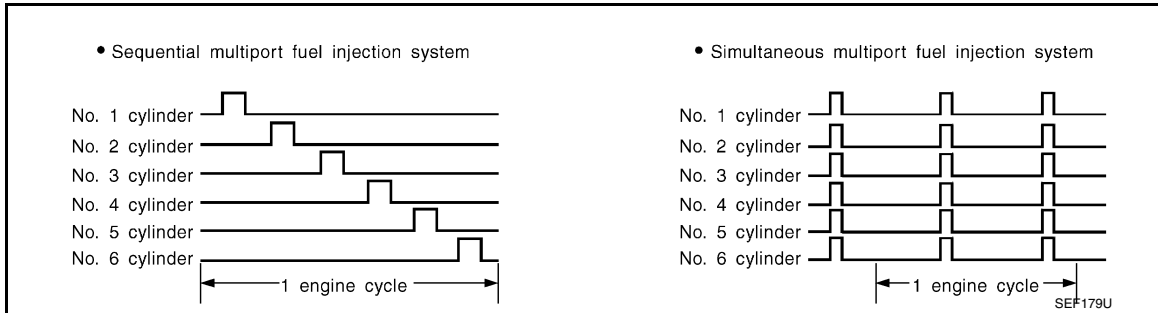 • Sequential multiport fuel injection system
No. 1 cylinder
No. 2 cylinder
No. 3 cylinder
No. 4 cylinder
No. 5 cylinder
No. 6 cylinder
1 engine cycle
• Simultaneous multiport fuel injection system
No. 1 cylinder
No. 2 cylinder
No. 3 cylinder
No. 4 cylinder
No. 5 cylinder
No. 6 cylinder
1 engine cycle
SEF179U